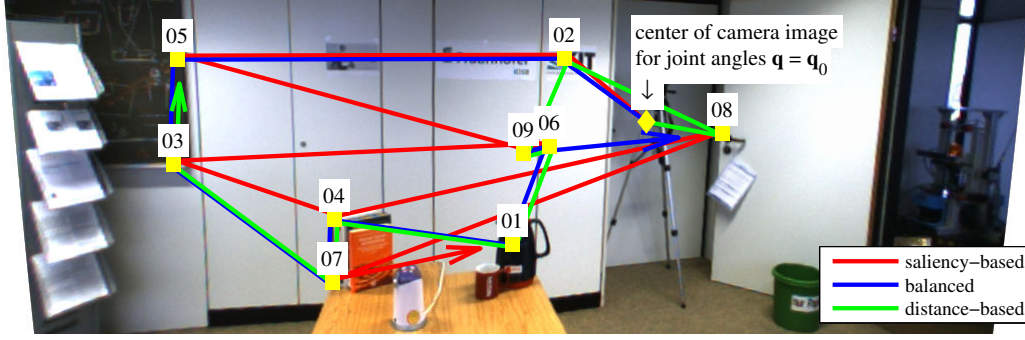 05
02
center of camera image
for joint angles q = q0
↓
08
09
06
03
04
01
07
KIT
saliency−based
balanced
distance−based